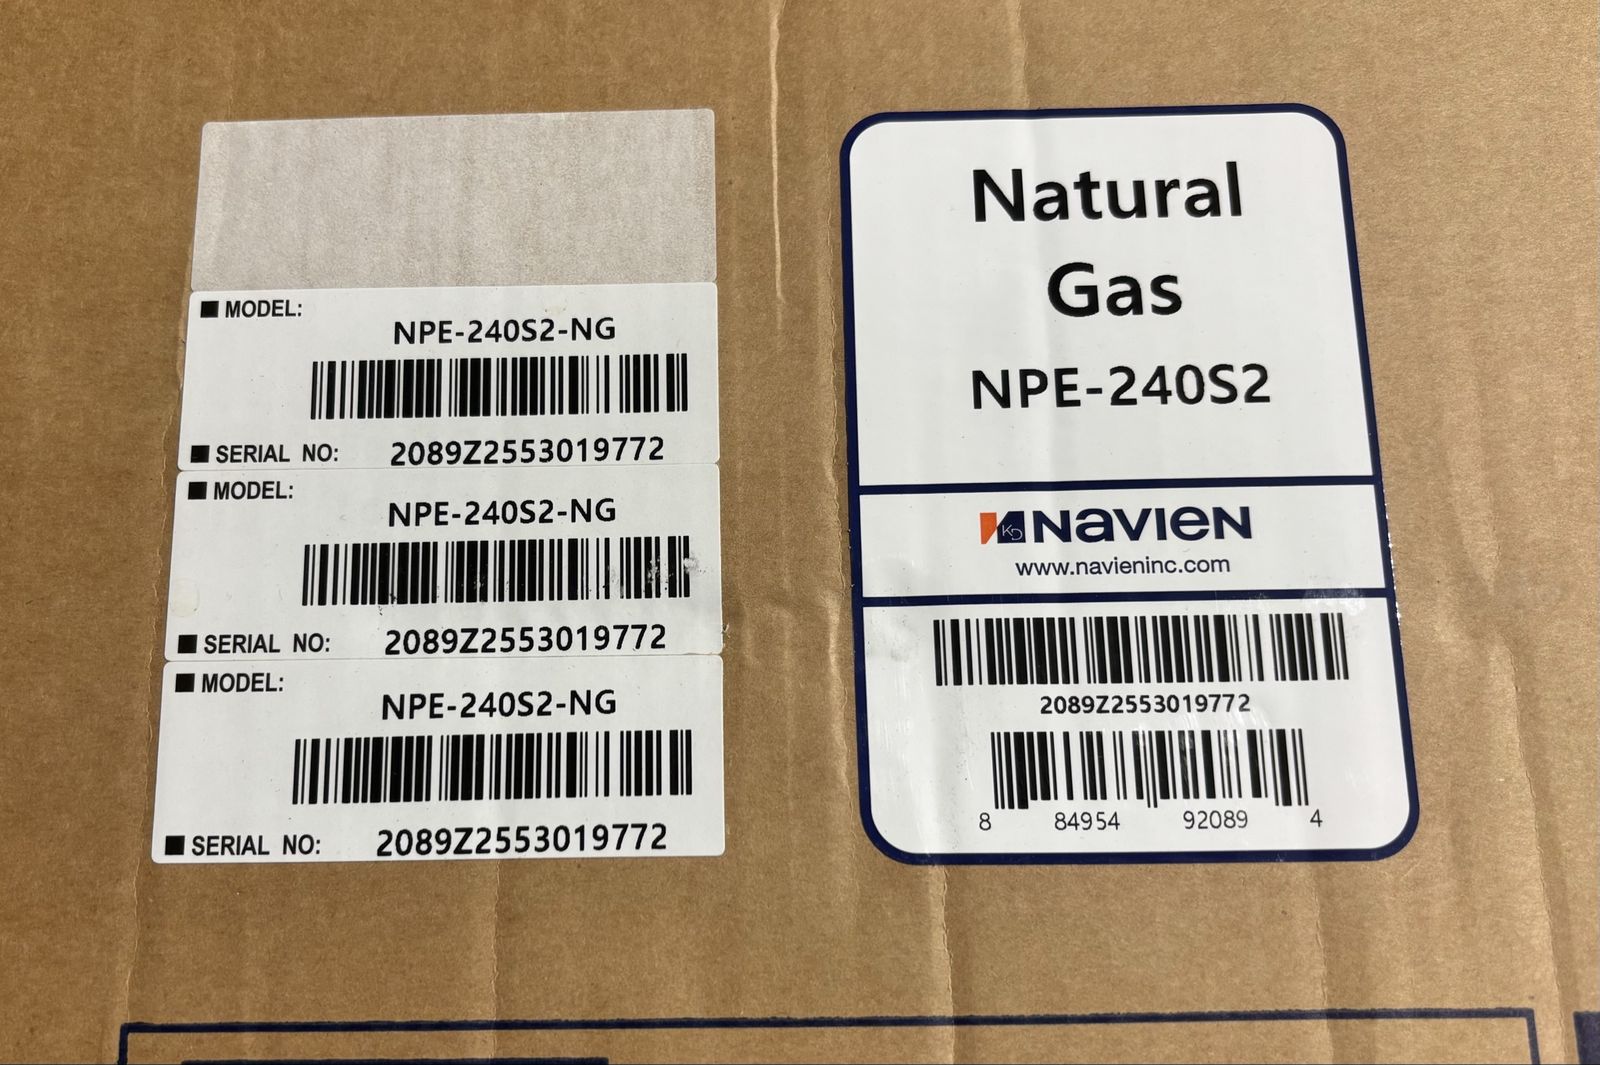 ■ MODEL:
NPE-240S2-NG
■ SERIAL NO: 2089Z2553019772
■ MODEL:
NPE-240S2-NG
■ SERIAL NO: 2089Z2553019772
■ MODEL:
NPE-240S2-NG
■ SERIAL NO: 2089Z2553019772
Natural
Gas
NPE-240S2
KD NAVIEN
www.navieninc.com
2089Z2553019772
8 84954 92089 4